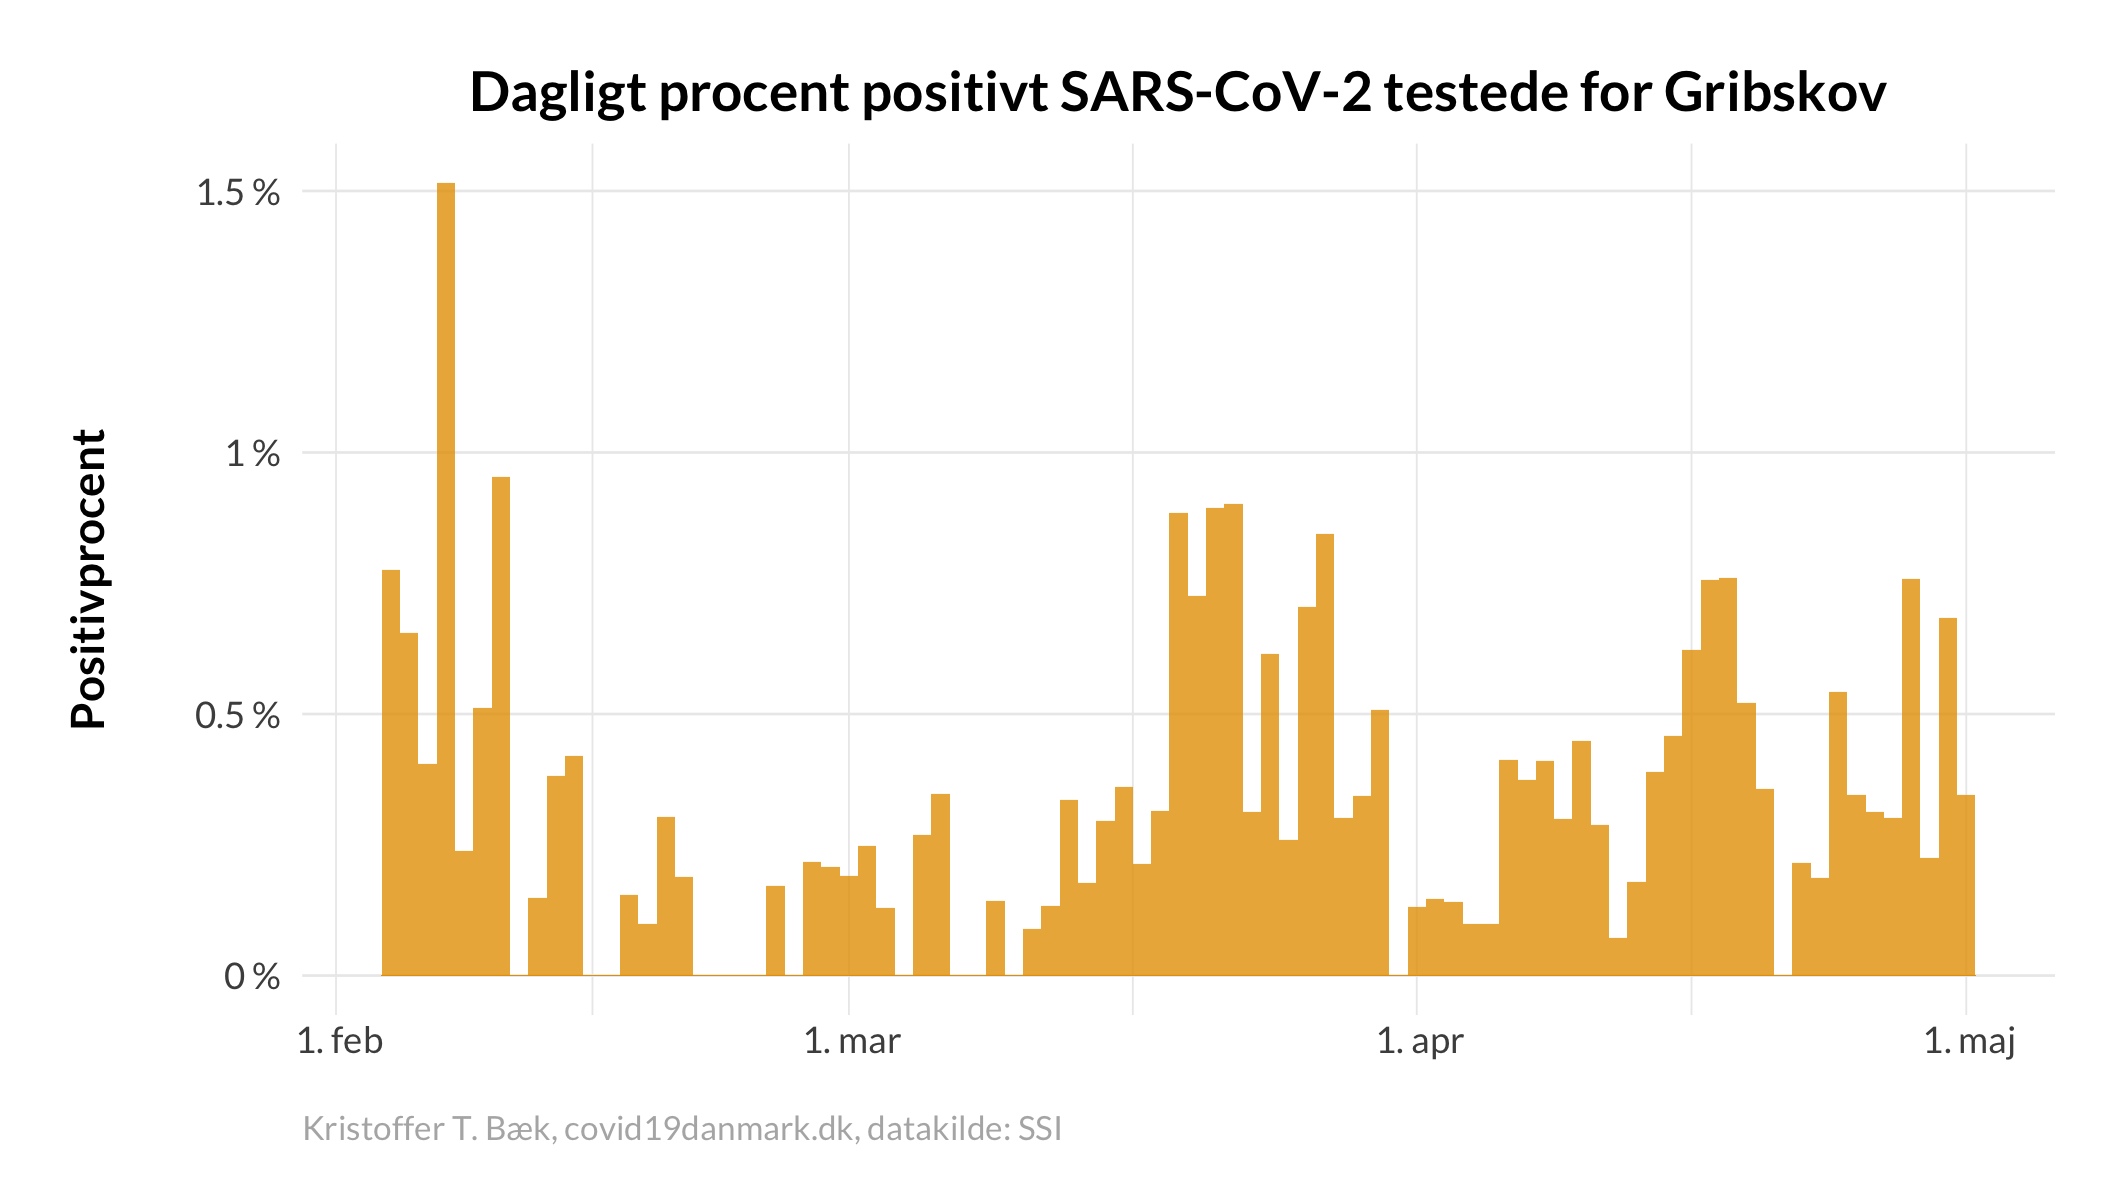 Dagligt procent positivt SARS-CoV-2 testede for Gribskov
Positivprocent
1.5 %
1 %
0.5 %
0 %
1. feb 1. mar 1. apr 1. maj
Kristoffer T. Bæk, covid19danmark.dk, datakilde: SSI